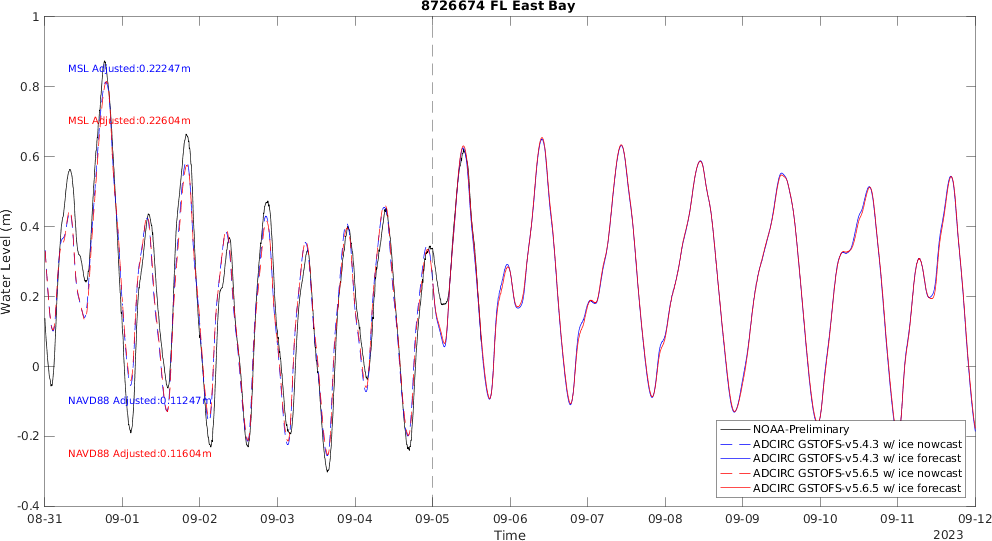 8726674 FL East Bay
Water Level (m)
1
0.8
0.6
0.4
0.2
0
-0.2
-0.4
MSL Adjusted:0.22247m
MSL Adjusted:0.22604m
NAVD88 Adjusted:0.11247m
NAVD88 Adjusted:0.11604m
NOAA-Preliminary
ADCIRC GSTOFS-v5.4.3 w/ ice nowcast
ADCIRC GSTOFS-v5.4.3 w/ ice forecast
ADCIRC GSTOFS-v5.6.5 w/ ice nowcast
ADCIRC GSTOFS-v5.6.5 w/ ice forecast
08-31 09-01 09-02 09-03 09-04 09-05 09-06 09-07 09-08 09-09 09-10 09-11 09-12
Time
2023